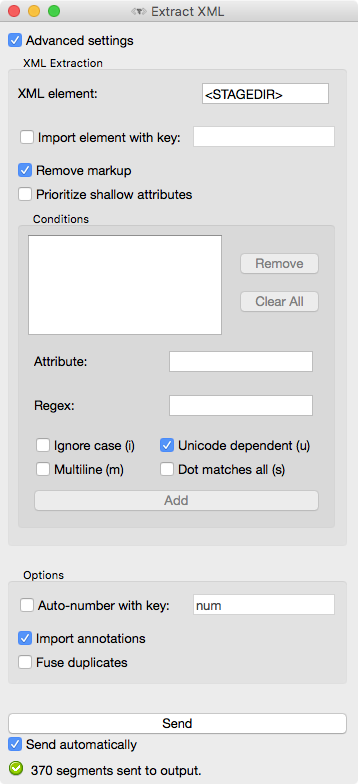 Extract XML
Advanced settings
XML Extraction
XML element: <STAGEDIR>
Import element with key:
Remove markup
Prioritize shallow attributes
Conditions
Remove
Clear All
Attribute:
Regex:
Ignore case (i) Unicode dependent (u)
Multiline (m) Dot matches all (s)
Add
Options
Auto-number with key: num
Import annotations
Fuse duplicates
Send
Send automatically
370 segments sent to output.